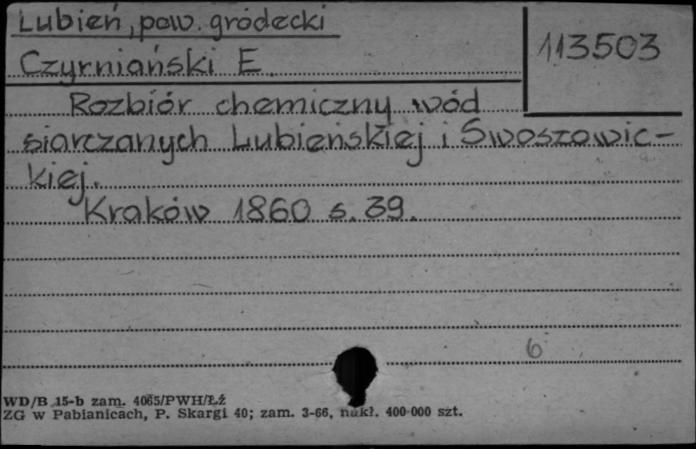 Lubień, pow. gródecki
113503
Czyrniański E.
Rozbiór chemiczny wód
siarczanych Lubieńskiej i Swoszowic-
kiej.
Kraków 1860 s. 39.
6
WD/B 15-b zam. 4065/PWH/Łź
ZG w Pabianicach, P. Skargi 40; zam. 3-66, nakł. 400 000 szt.